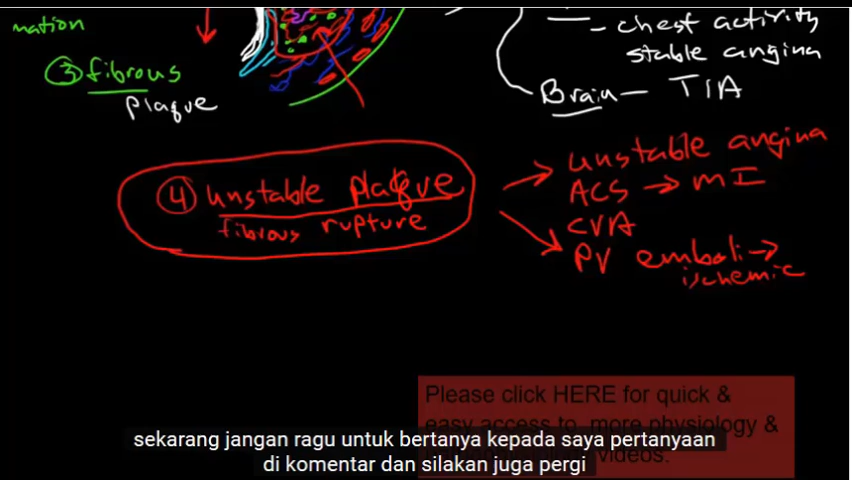 mation
③ fibrous
plaque
- chest activity
stable angina
Brain - TIA
④ unstable plaque
fibrous rupture
unstable angina
ACS → MI
CVA
PV emboli →
ischemic
Please click HERE for quick &
easy access to more physiology &
videos.
sekarang jangan ragu untuk bertanya kepada saya pertanyaan
di komentar dan silakan juga pergi